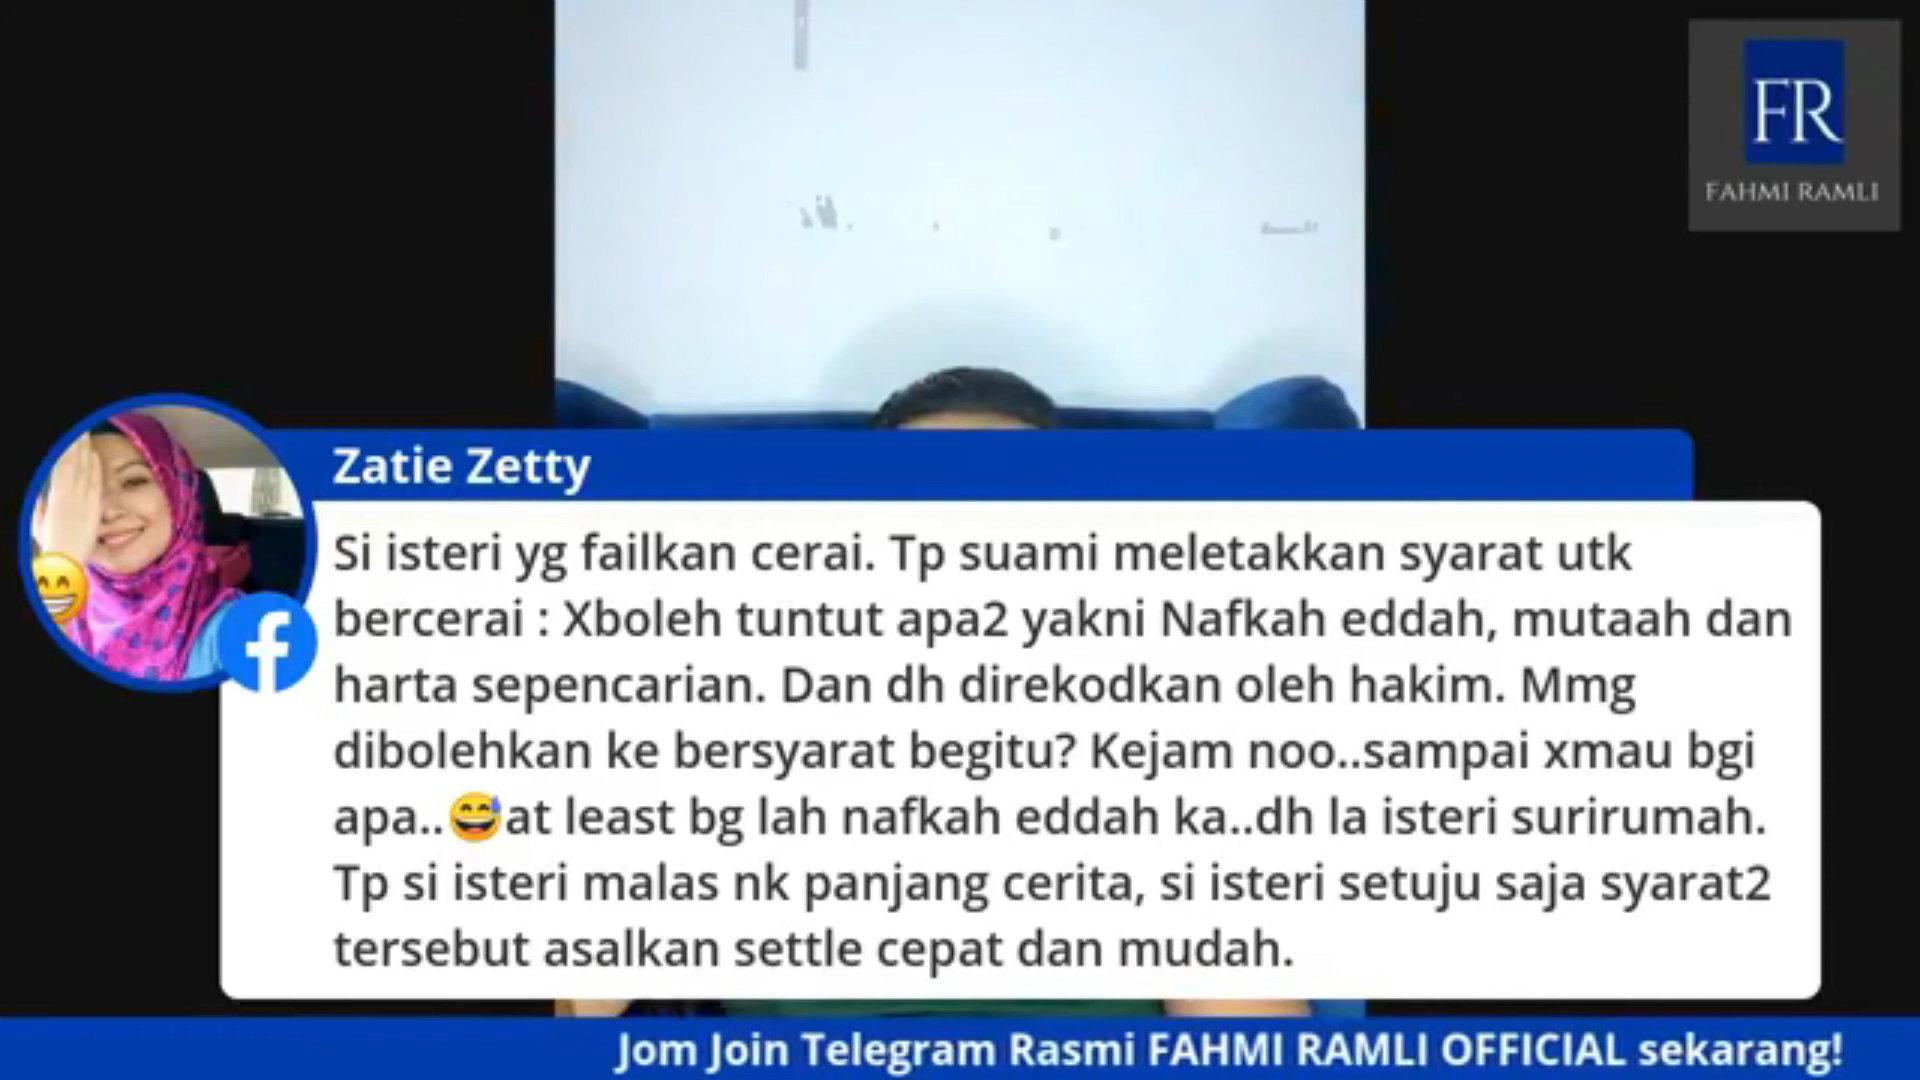 FR
FAHMI RAMLI
Zatie Zetty
Si isteri yg failkan cerai. Tp suami meletakkan syarat utk
bercerai : Xboleh tuntut apa2 yakni Nafkah eddah, mutaah dan
harta sepencarian. Dan dh direkodkan oleh hakim. Mmg
dibolehkan ke bersyarat begitu? Kejam noo..sampai xmau bgi
apa..😅at least bg lah nafkah eddah ka..dh la isteri surirumah.
Tp si isteri malas nk panjang cerita, si isteri setuju saja syarat2
tersebut asalkan settle cepat dan mudah.
Jom Join Telegram Rasmi FAHMI RAMLI OFFICIAL sekarang!